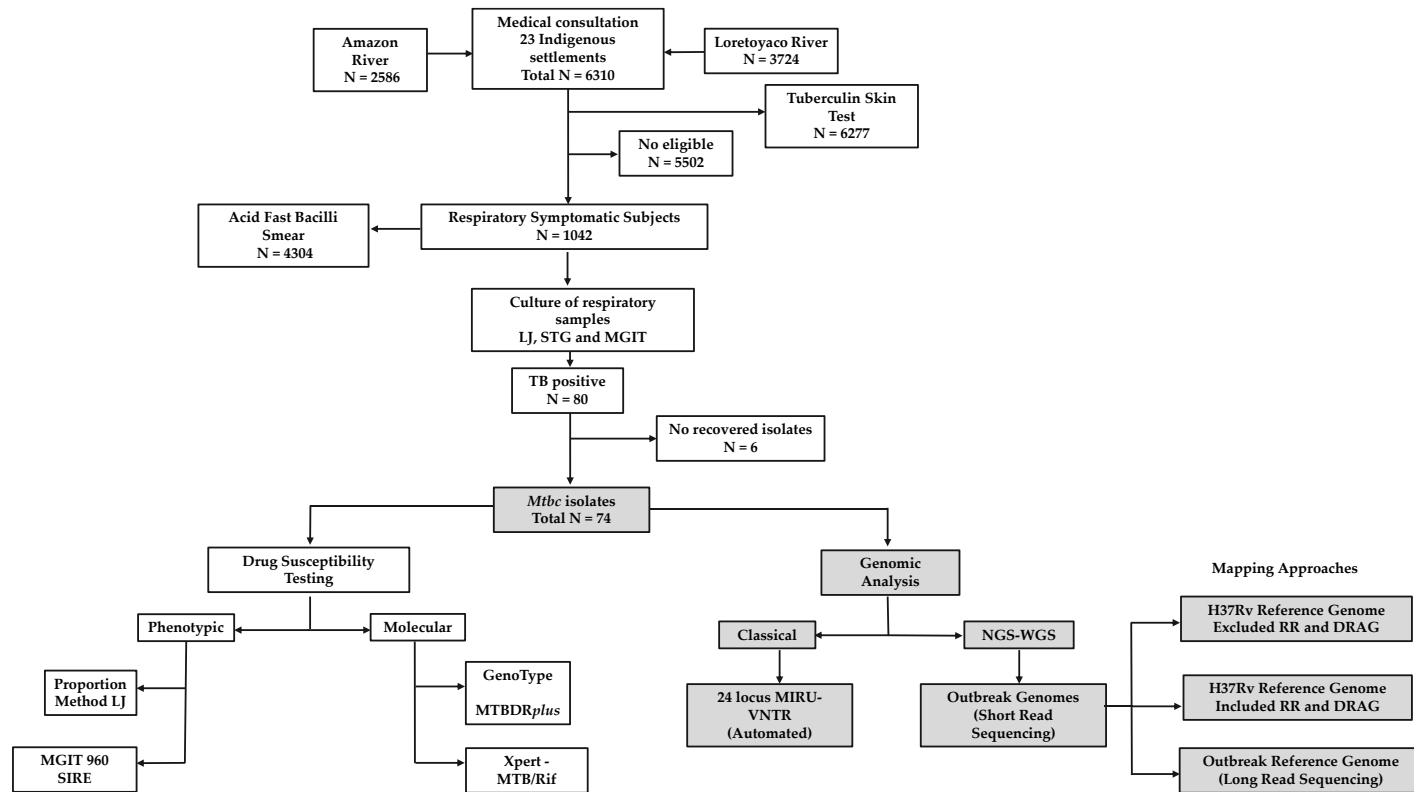 Medical consultation
23 Indigenous
settlements
Total N = 6310
Amazon
River
N = 2586
Loretoyaco River
N = 3724
Tuberculin Skin
Test
N = 6277
No eligible
N = 5502
Acid Fast Bacilli
Smear
N = 4304
Respiratory Symptomatic Subjects
N = 1042
Culture of respiratory
samples
LJ, STG and MGIT
TB positive
N = 80
No recovered isolates
N = 6
Mtbc isolates
Total N = 74
Drug Susceptibility
Testing
Phenotypic
Molecular
Proportion
Method LJ
MGIT 960
SIRE
GenoType
MTBDRplus
Xpert -
MTB/Rif
Genomic
Analysis
Classical
NGS-WGS
24 locus MIRU-
VNTR
(Automated)
Outbreak Genomes
(Short Read
Sequencing)
Mapping Approaches
H37Rv Reference Genome
Excluded RR and DRAG
H37Rv Reference Genome
Included RR and DRAG
Outbreak Reference Genome
(Long Read Sequencing)